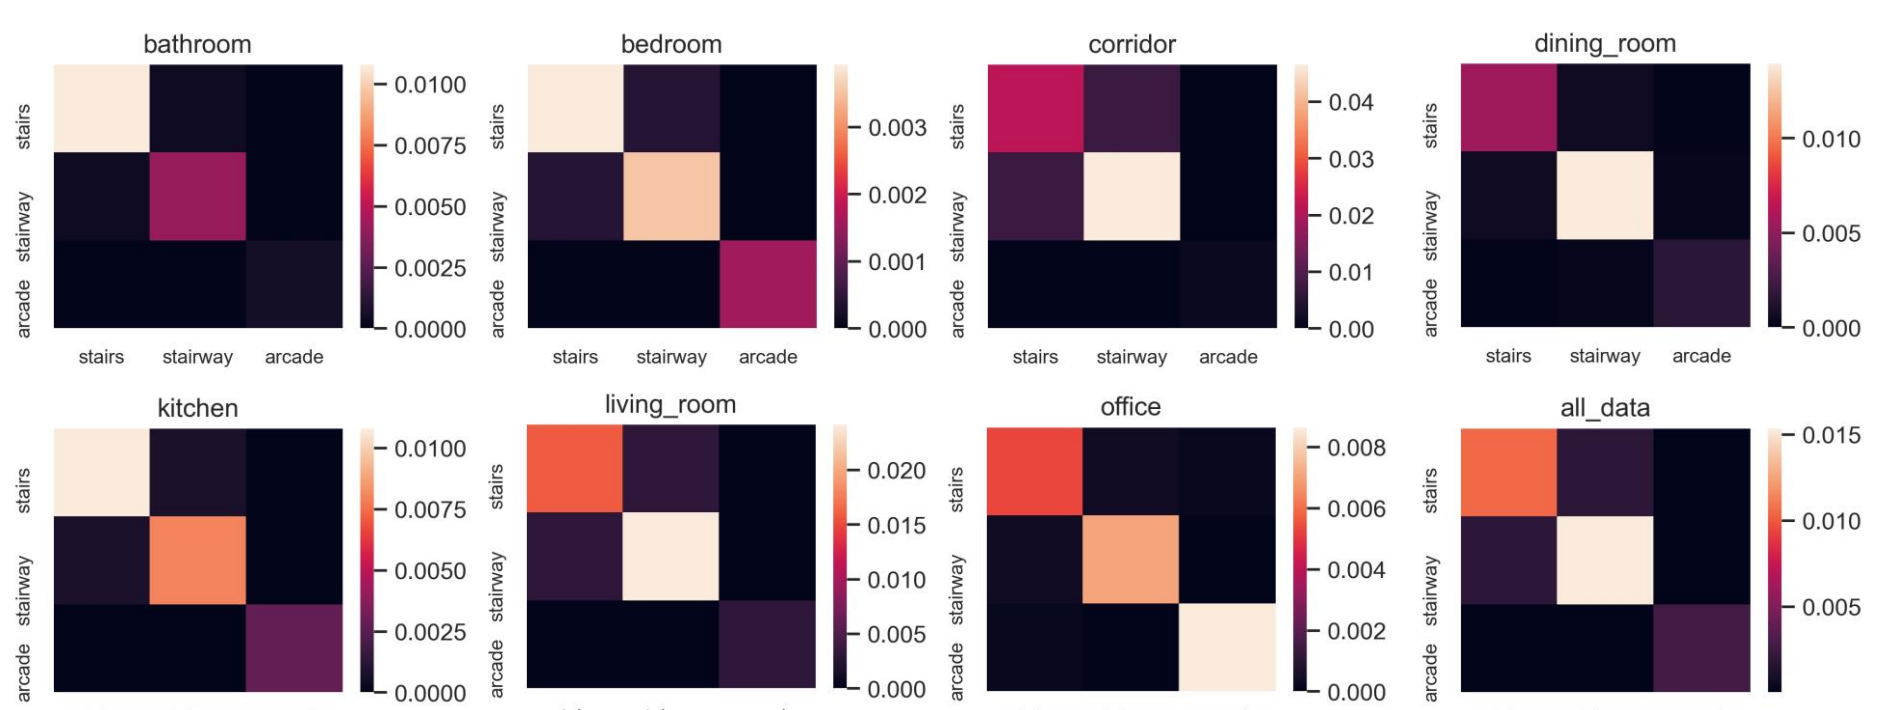 bathroom
stairs
stairway
arcade
0.0100
0.0075
0.0050
0.0025
0.0000
stairs stairway arcade
bedroom
stairs
stairway
arcade
0.003
0.002
0.001
0.000
stairs stairway arcade
corridor
stairs
stairway
arcade
0.04
0.03
0.02
0.01
0.00
stairs stairway arcade
dining_room
stairs
stairway
arcade
0.010
0.005
0.000
stairs stairway arcade
kitchen
stairs
stairway
arcade
0.0100
0.0075
0.0050
0.0025
0.0000
living_room
stairs
stairway
arcade
0.020
0.015
0.010
0.005
0.000
office
stairs
stairway
arcade
0.008
0.006
0.004
0.002
0.000
all_data
stairs
stairway
arcade
0.015
0.010
0.005